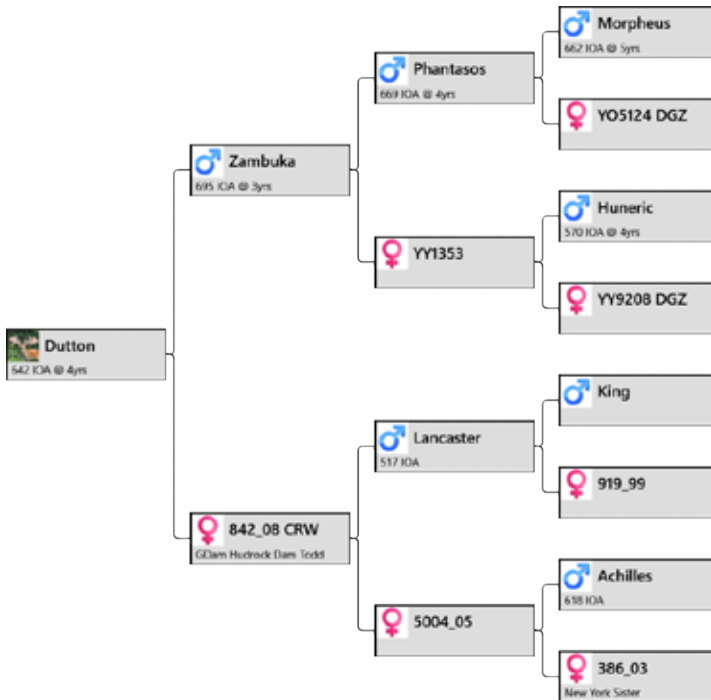 Morpheus
662 IOA @ 5yrs
Phantasos
669 IOA @ 4yrs
YO5124 DGZ
Zambuka
695 IOA @ 3yrs
Huneric
570 IOA @ 4yrs
YY1353
YY9208 DGZ
Dutton
642 IOA @ 4yrs
King
Lancaster
517 IOA
919_99
842_08 CRW
GDam Hudrock Dam Todd
Achilles
618 IOA
5004_05
386_03
New York Sister